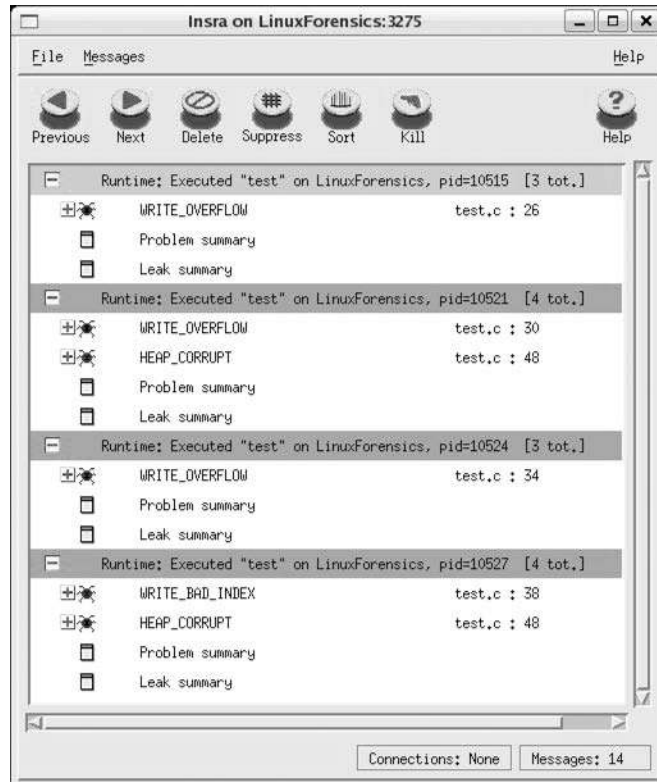 Insra on LinuxForensics:3275
File Messages Help
Previous Next Delete Suppress Sort Kill Help
Runtime: Executed "test" on LinuxForensics, pid=10515 [3 tot.]
WRITE_OVERFLOW test.c : 26
Problem summary
Leak summary
Runtime: Executed "test" on LinuxForensics, pid=10521 [4 tot.]
WRITE_OVERFLOW test.c : 30
HEAP_CORRUPT test.c : 48
Problem summary
Leak summary
Runtime: Executed "test" on LinuxForensics, pid=10524 [3 tot.]
WRITE_OVERFLOW test.c : 34
Problem summary
Leak summary
Runtime: Executed "test" on LinuxForensics, pid=10527 [4 tot.]
WRITE_BAD_INDEX test.c : 38
HEAP_CORRUPT test.c : 48
Problem summary
Leak summary
Connections: None Messages: 14